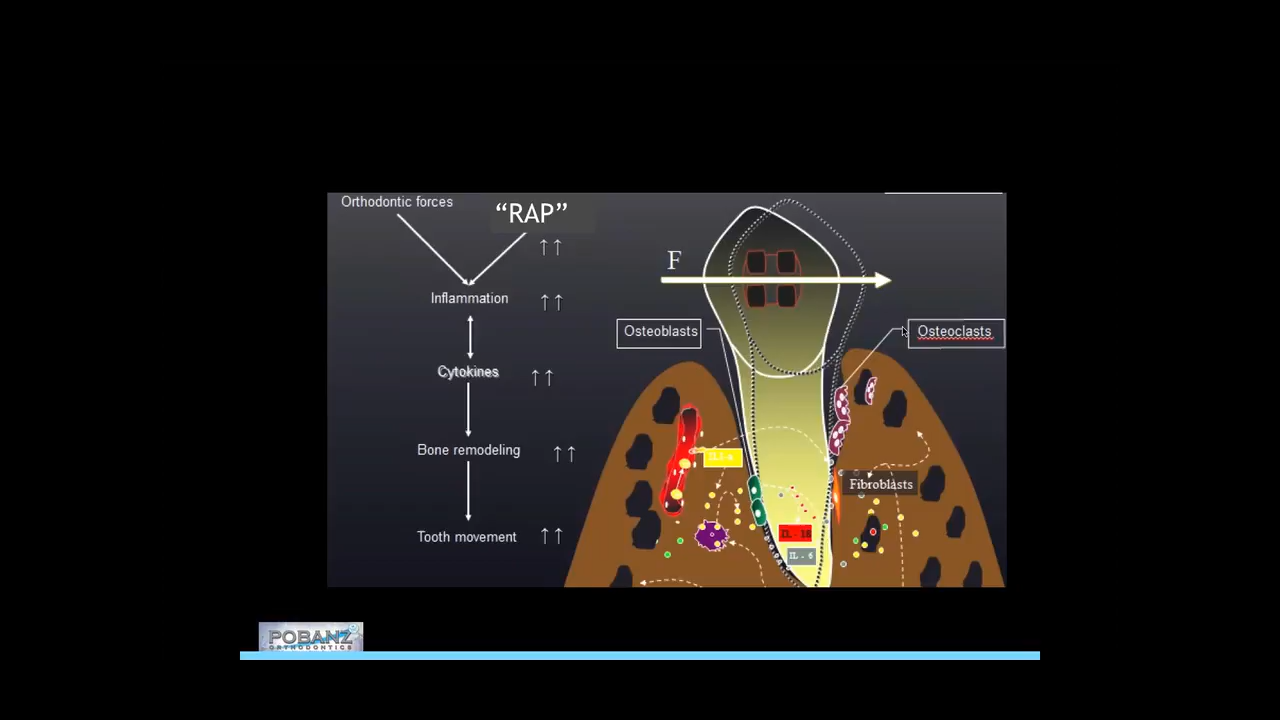 Orthodontic forces
“RAP”
↑↑
Inflammation ↑↑
Cytokines ↑↑
Bone remodeling ↑↑
Tooth movement ↑↑
F
Osteoblasts
Osteoclasts
Fibroblasts
IL - 6
POBANZ
ORTHODONTICS